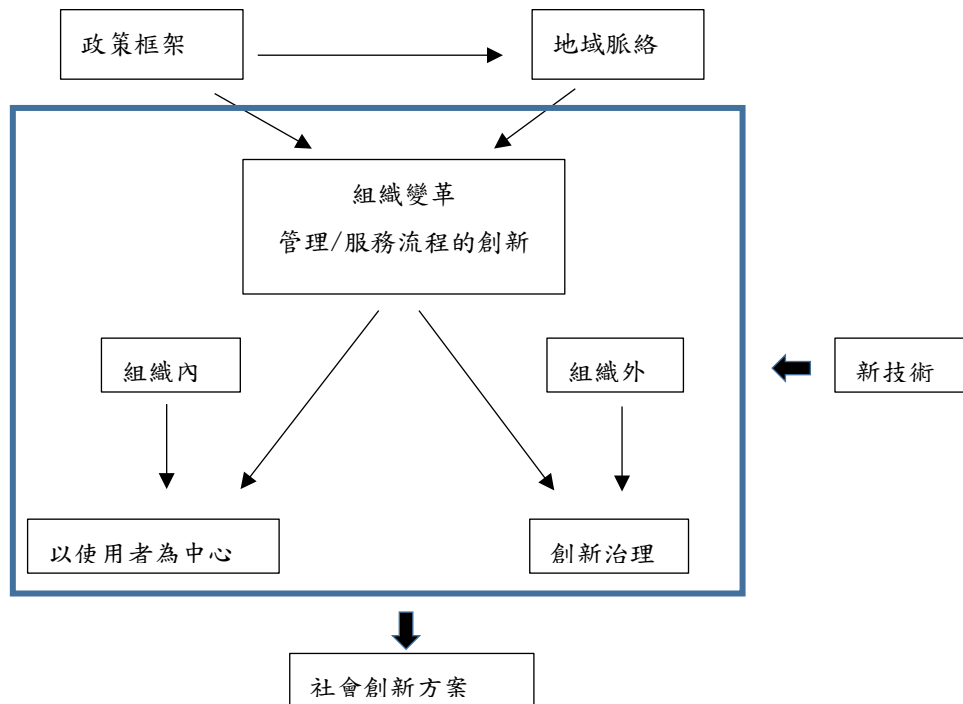 政策框架
地域脈絡
組織變革
管理/服務流程的創新
組織內
組織外
新技術
以使用者為中心
創新治理
社會創新方案